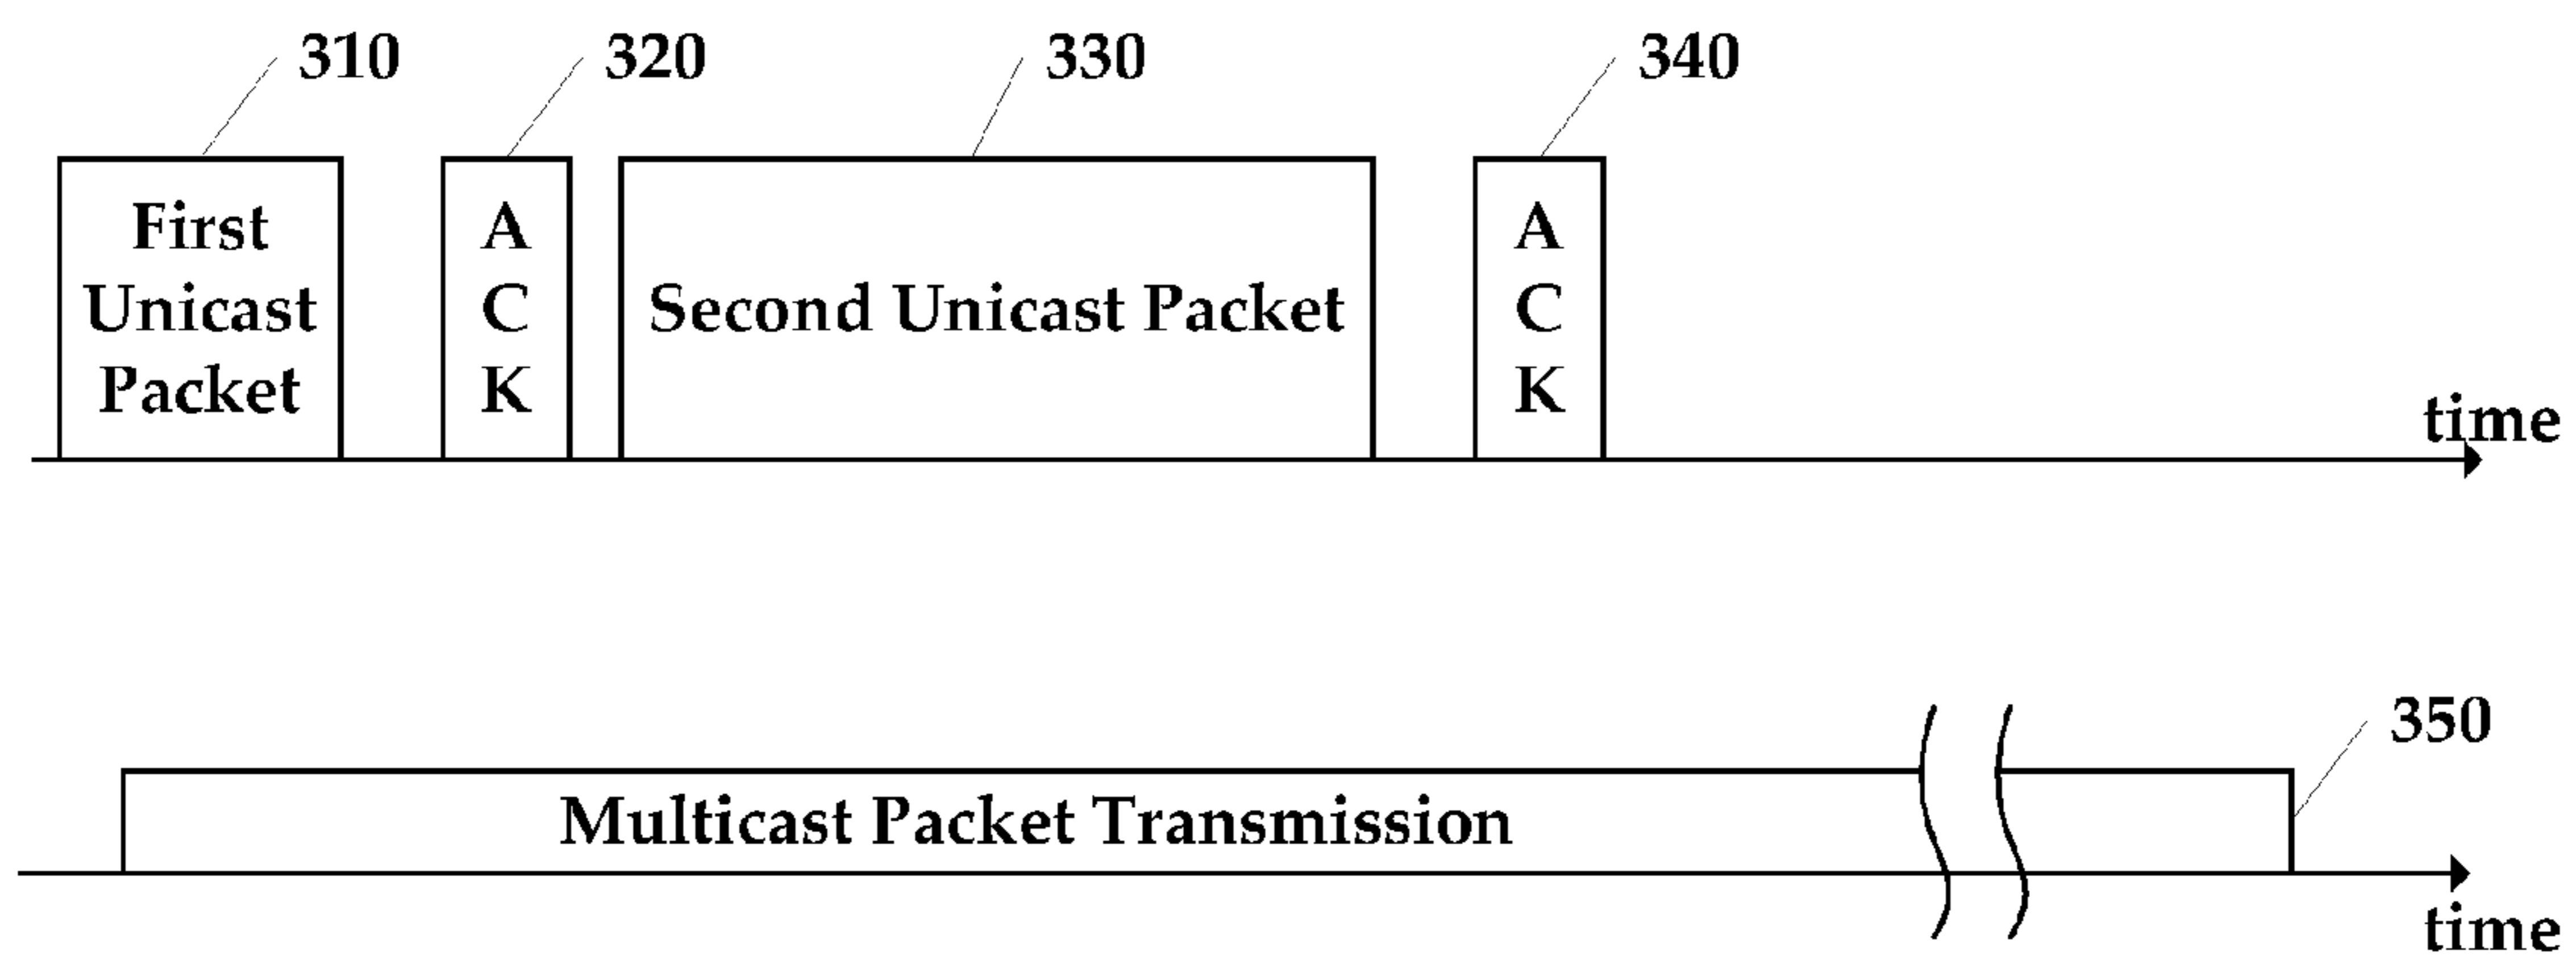 310
320
330
340
First
Unicast
Packet
A
C
K
Second Unicast Packet
A
C
K
time
350
Multicast Packet Transmission
time